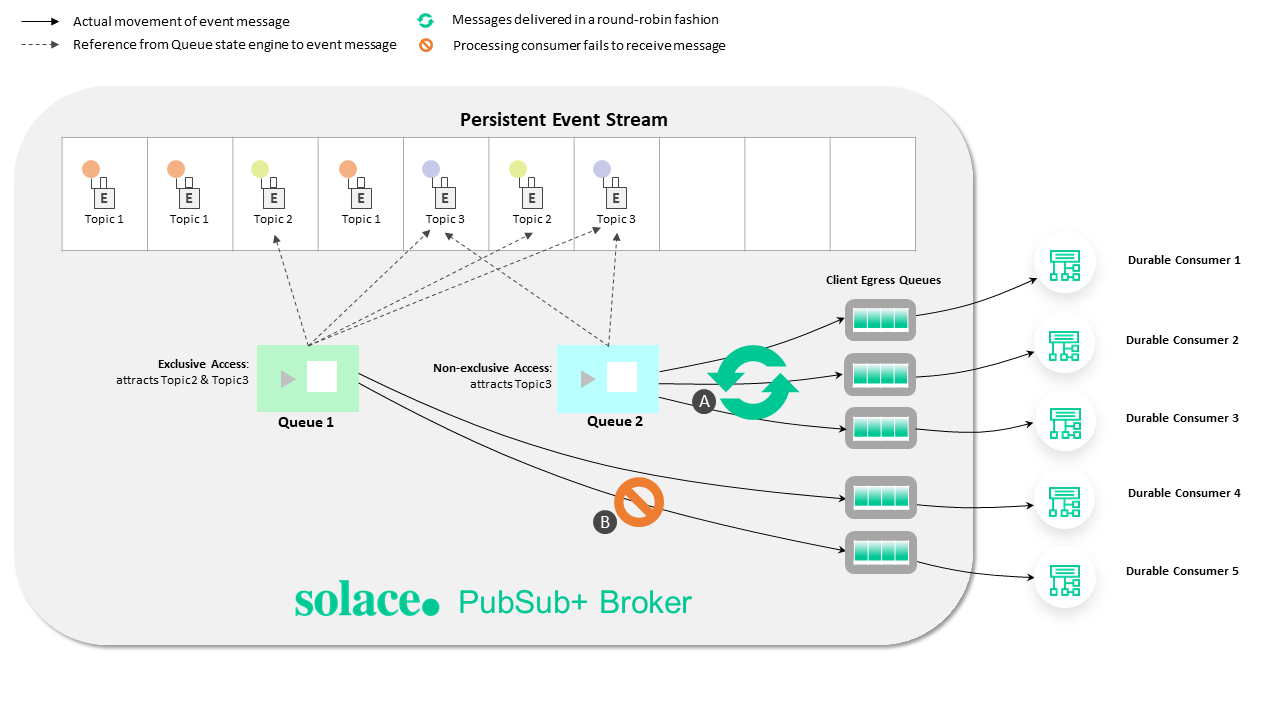 Actual movement of event message
Messages delivered in a round-robin fashion
Reference from Queue state engine to event message
Processing consumer fails to receive message
Persistent Event Stream
E E E E E E E
Topic 1 Topic 1 Topic 2 Topic 1 Topic 3 Topic 2 Topic 3
Client Egress Queues
Durable Consumer 1
Durable Consumer 2
Exclusive Access:
attracts Topic2 & Topic3
Non-exclusive Access:
attracts Topic3
A
Queue 1
Queue 2
Durable Consumer 3
Durable Consumer 4
B
Durable Consumer 5
solace. PubSub+ Broker